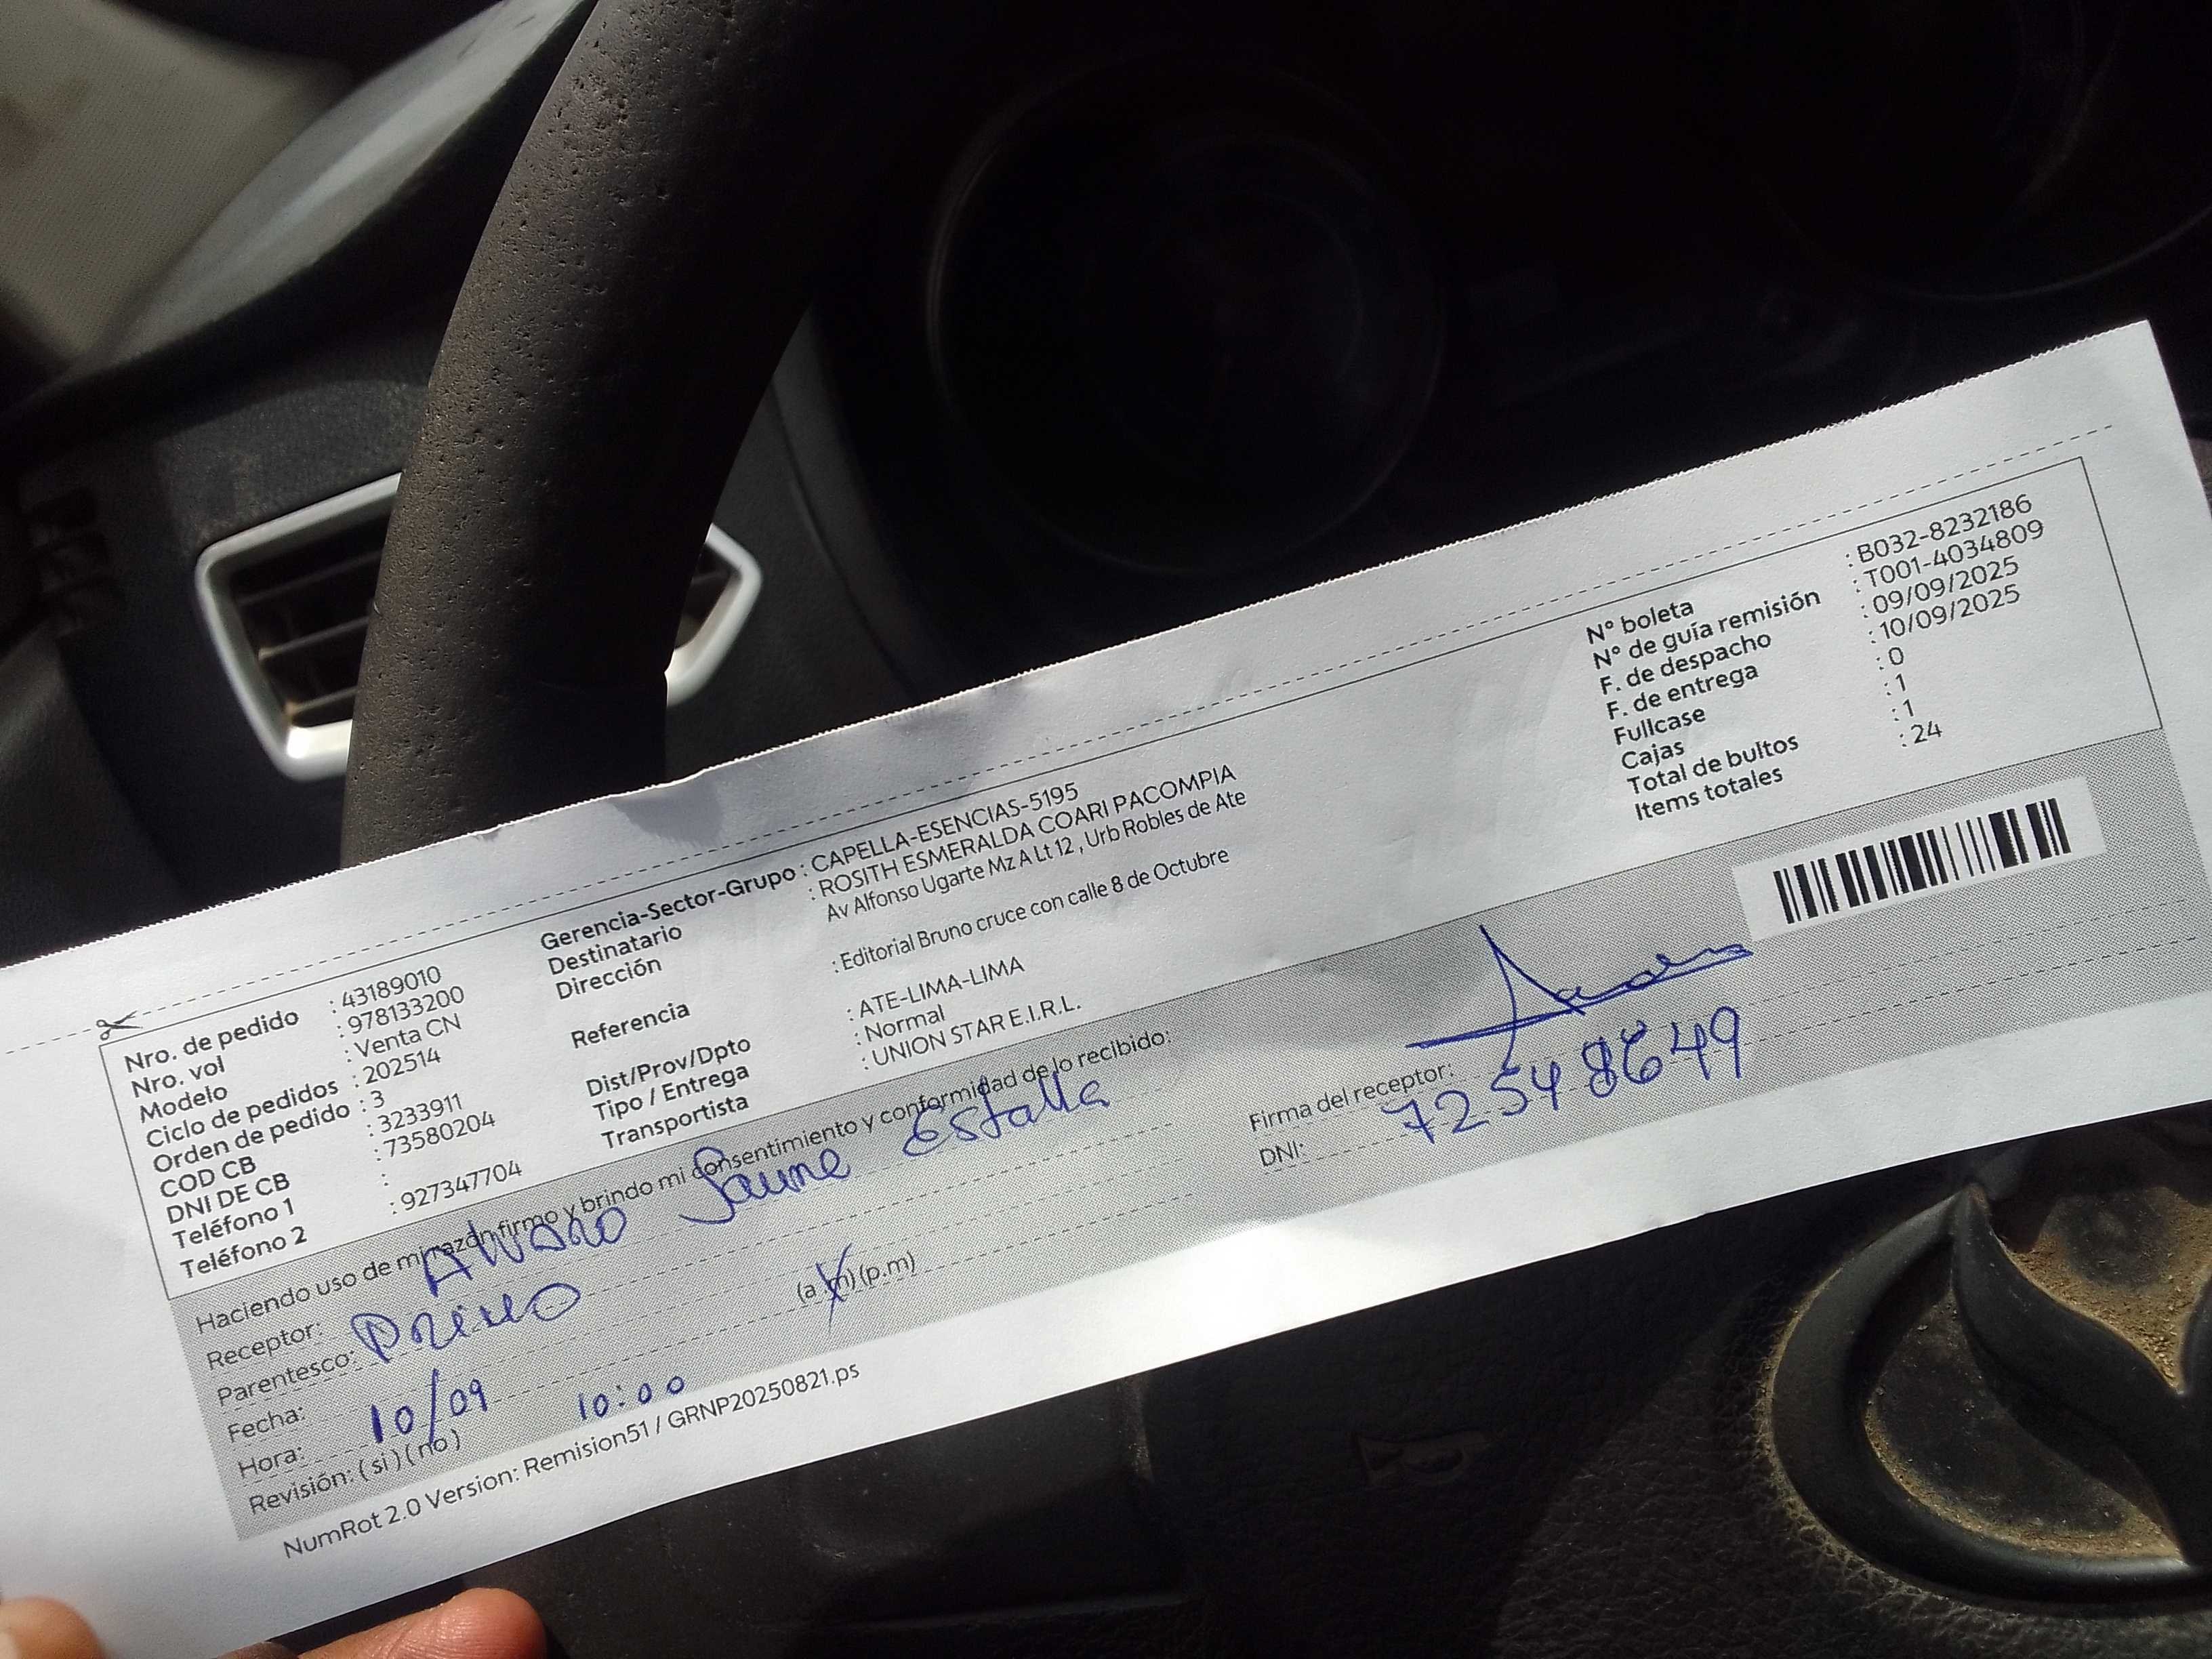 Nro. de pedido : 43189010
Nro. vol : 978133200
Modelo : Venta CN
Ciclo de pedidos : 202514
Orden de pedido : 3
COD CB : 3233911
DNI DE CB : 73580204
Teléfono 1 :
Teléfono 2 : 927347704
Gerencia-Sector-Grupo : CAPELLA-ESENCIAS-5195
Destinatario : ROSITH ESMERALDA COARI PACOMPIA
Dirección Av Alfonso Ugarte Mz A Lt 12 , Urb Robles de Ate
Referencia : Editorial Bruno cruce con calle 8 de Octubre
Dist/Prov/Dpto : ATE-LIMA-LIMA
Tipo / Entrega : Normal
Transportista : UNION STAR E.I.R.L.
N° boleta : B032-8232186
N° de guía remisión : T001-4034809
F. de despacho : 09/09/2025
F. de entrega : 10/09/2025
Fullcase : 0
Cajas : 1
Total de bultos : 1
Items totales : 24
Haciendo uso de mi razón firmo y brindo mi consentimiento y conformidad de lo recibido:
Receptor: Jaume Estalla
Parentesco: Primo
Fecha: 10/09
Hora: 10:00 (a.m) (p.m)
Revisión: ( si ) ( no )
Firma del receptor:
DNI: 72548649
NumRot 2.0 Version: Remision51 / GRNP20250821.ps